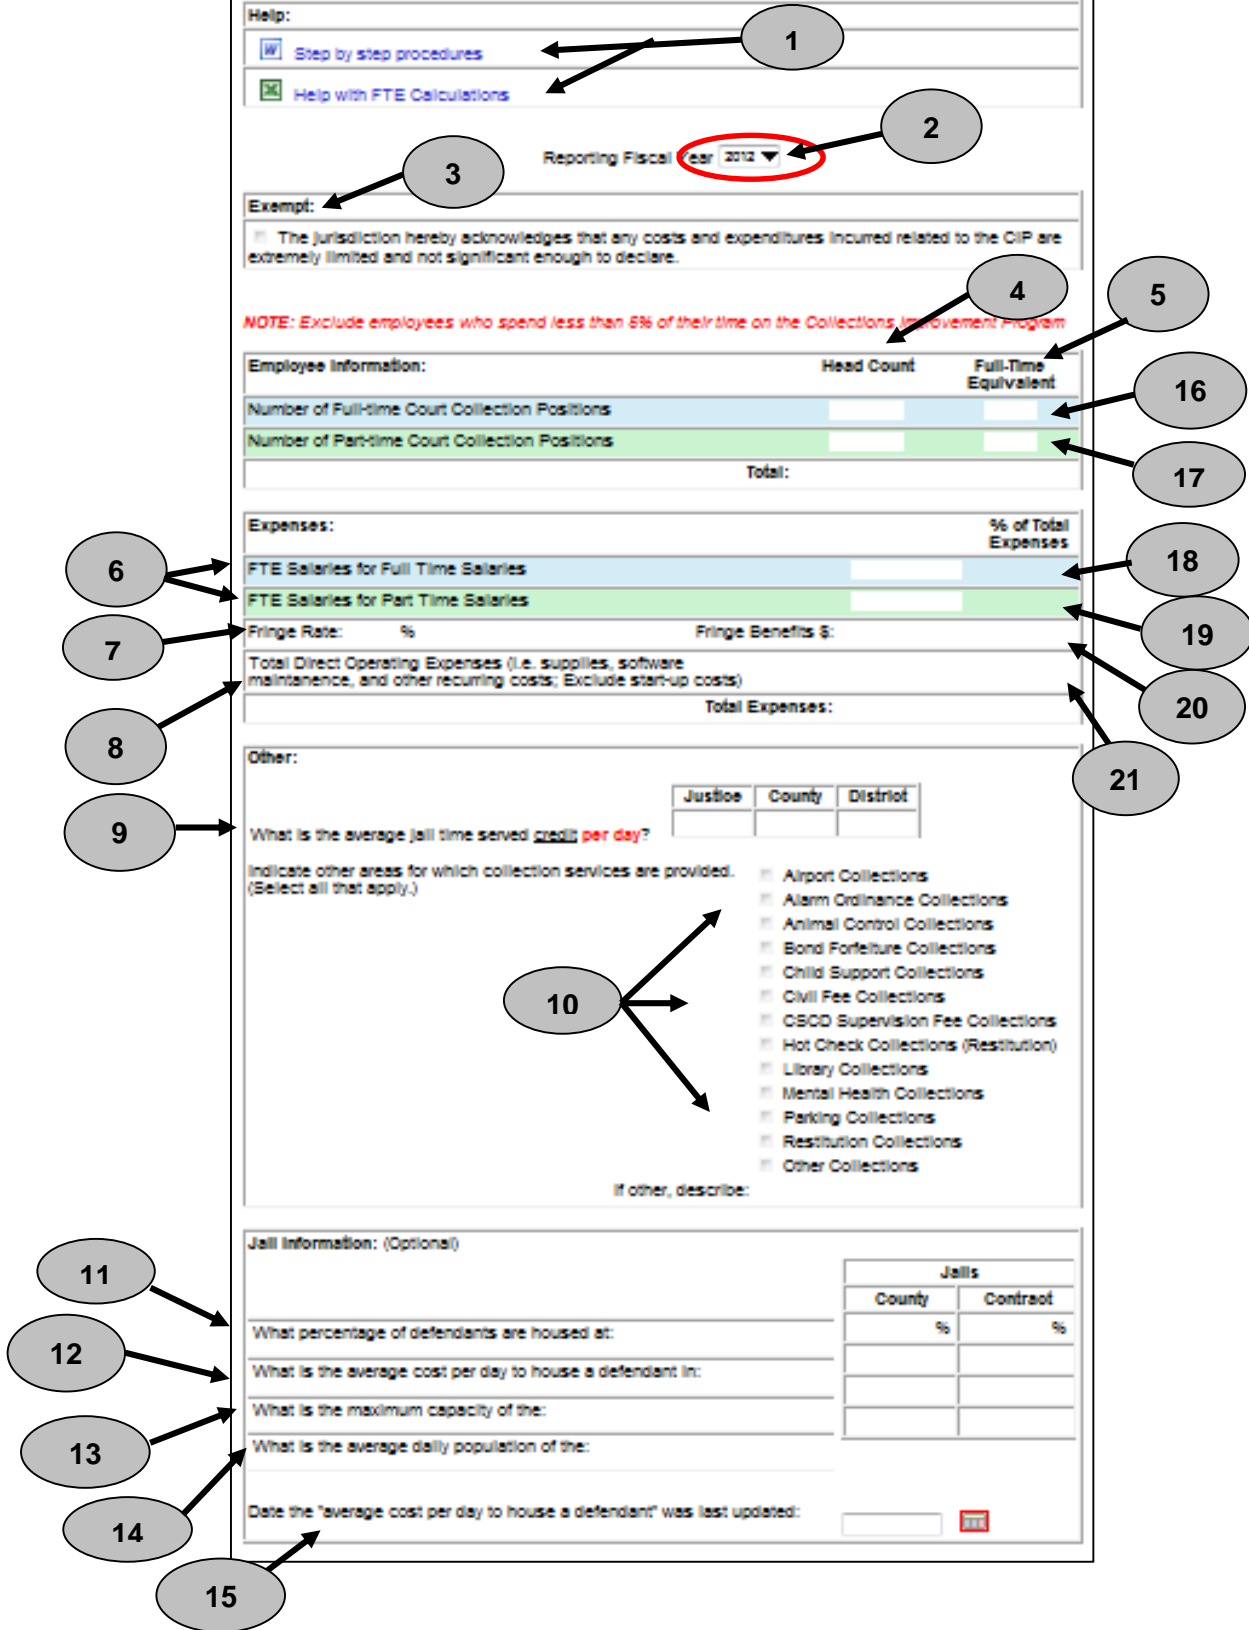 Help:
1
Step by step procedures
Help with FTE Calculations
2
Reporting Fiscal Year 2012
3
Exempt:
The jurisdiction hereby acknowledges that any costs and expenditures incurred related to the CIP are
extremely limited and not significant enough to declare.
4
5
NOTE: Exclude employees who spend less than 5% of their time on the Collections Improvement Program
Employee Information: Head Count Full-Time
Equivalent
16
Number of Full-time Court Collection Positions
Number of Part-time Court Collection Positions
17
Total:
Expenses: % of Total
Expenses
6
18
FTE Salaries for Full Time Salaries
FTE Salaries for Part Time Salaries
7
19
Fringe Rate: % Fringe Benefits $:
Total Direct Operating Expenses (i.e. supplies, software
maintanence, and other recurring costs; Exclude start-up costs)
20
Total Expenses:
8
Other:
21
Justice County District
9
What is the average jail time served credit per day?
Indicate other areas for which collection services are provided.
(Select all that apply.)
Airport Collections
Alarm Ordinance Collections
Animal Control Collections
Bond Forfeiture Collections
Child Support Collections
10
Civil Fee Collections
CSCD Supervision Fee Collections
Hot Check Collections (Restitution)
Library Collections
Mental Health Collections
Parking Collections
Restitution Collections
Other Collections
If other, describe:
Jail Information: (Optional)
11
Jails
County Contract
What percentage of defendants are housed at: % %
12
What is the average cost per day to house a defendant in:
What is the maximum capacity of the:
13
What is the average daily population of the:
14
Date the "average cost per day to house a defendant" was last updated:
15